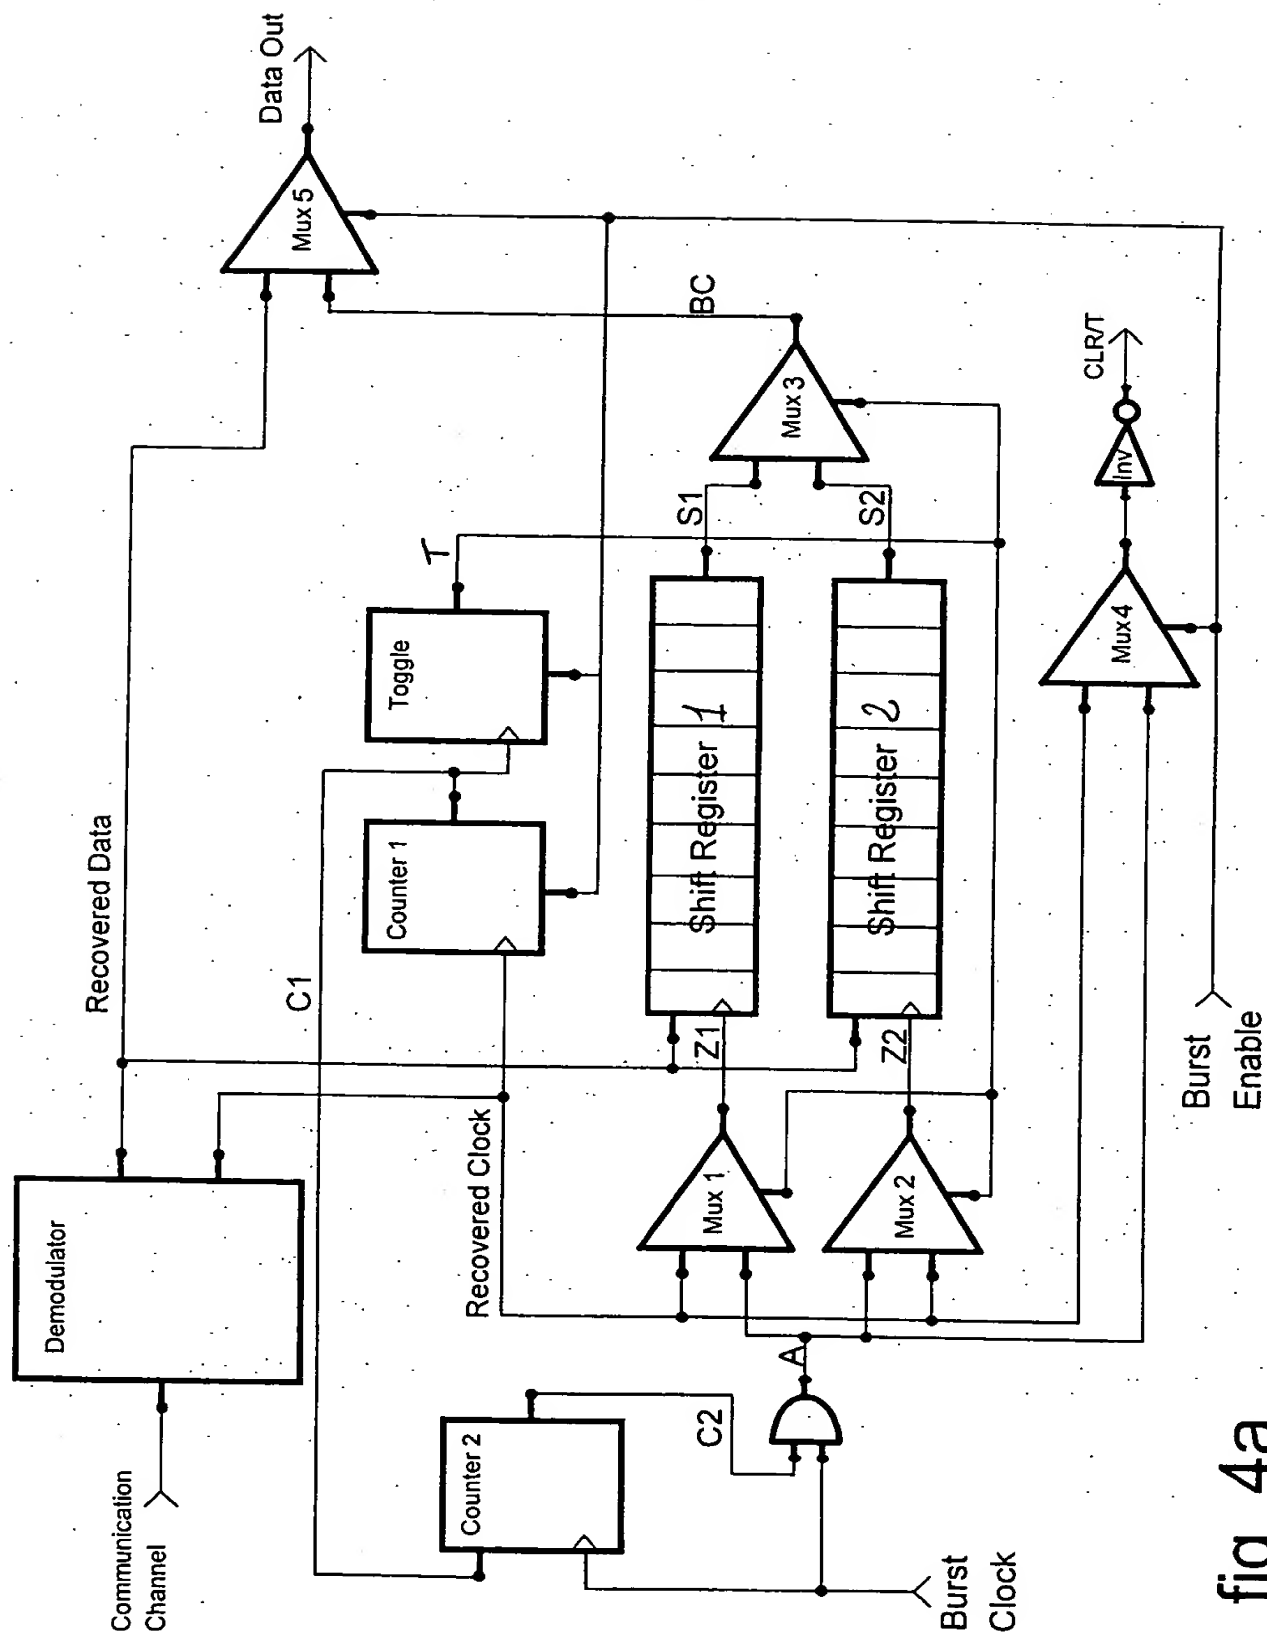 Communication
Channel
Demodulator
Recovered Data
Data Out
Mux 5
C1
Counter 1
Toggle
T
Recovered Clock
Counter 2
C2
A
Mux 1
Z1
Shift Register 1
S1
Mux 3
BC
Mux 2
Z2
Shift Register 2
S2
Burst
Clock
Mux4
Inv
CLR/T
Burst
Enable
fig 4a